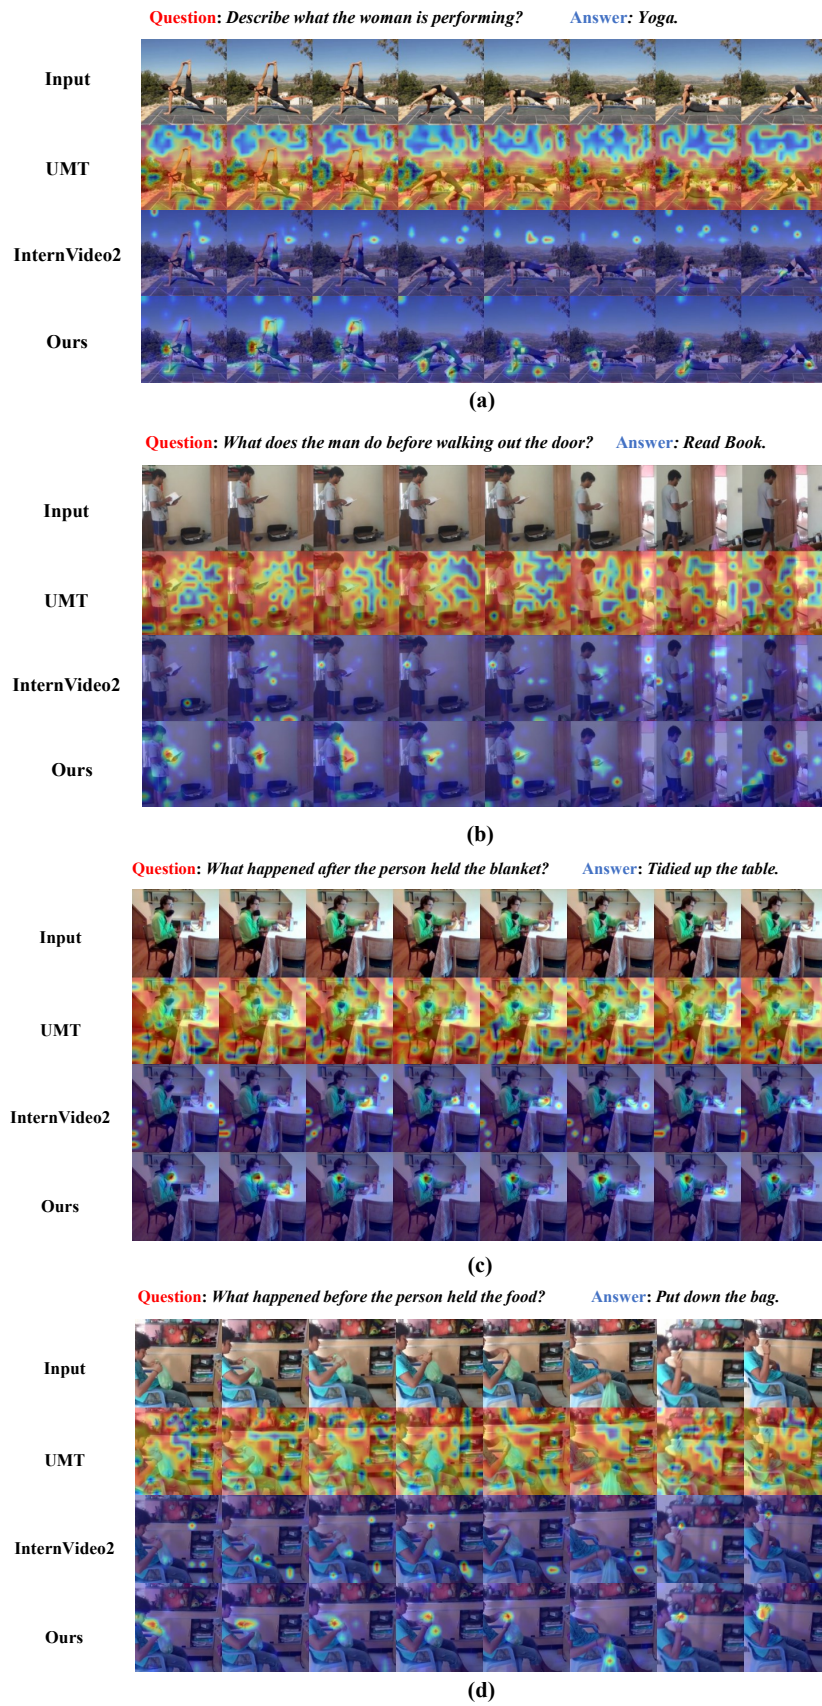 Question: Describe what the woman is performing? Answer: Yoga.
Input
UMT
InternVideo2
Ours
(a)
Question: What does the man do before walking out the door? Answer: Read Book.
Input
UMT
InternVideo2
Ours
(b)
Question: What happened after the person held the blanket? Answer: Tidied up the table.
Input
UMT
InternVideo2
Ours
(c)
Question: What happened before the person held the food? Answer: Put down the bag.
Input
UMT
InternVideo2
Ours
(d)